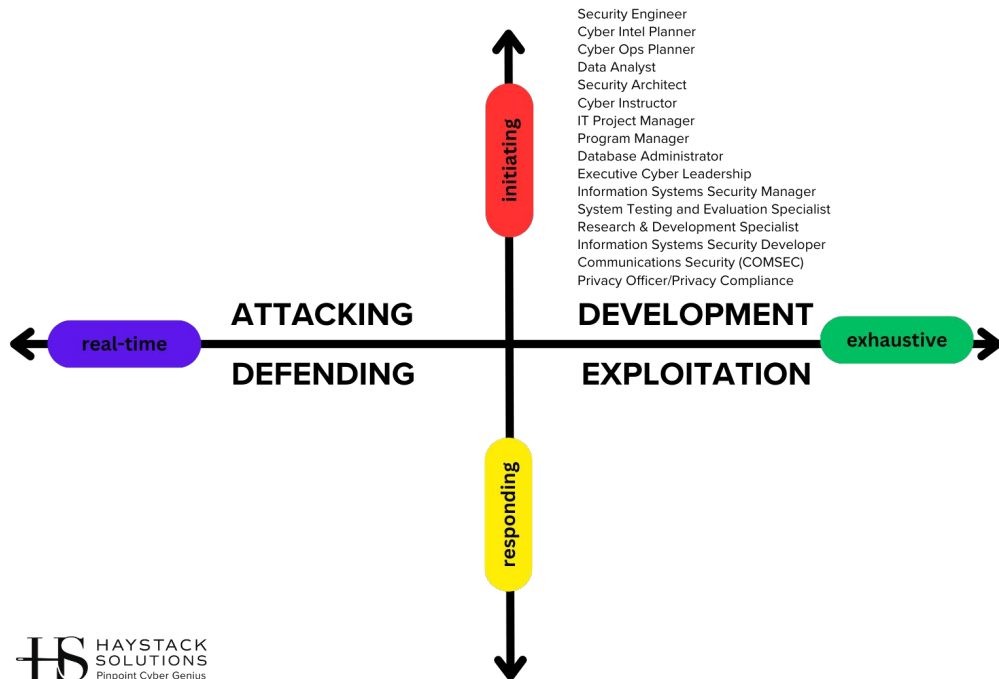 Security Engineer
Cyber Intel Planner
Cyber Ops Planner
Data Analyst
Security Architect
Cyber Instructor
IT Project Manager
Program Manager
Database Administrator
Executive Cyber Leadership
Information Systems Security Manager
System Testing and Evaluation Specialist
Research & Development Specialist
Information Systems Security Developer
Communications Security (COMSEC)
Privacy Officer/Privacy Compliance
initiating
ATTACKING
DEVELOPMENT
real-time
exhaustive
DEFENDING
EXPLOITATION
responding
HS
HAYSTACK
SOLUTIONS
Pinpoint Cyber Genius